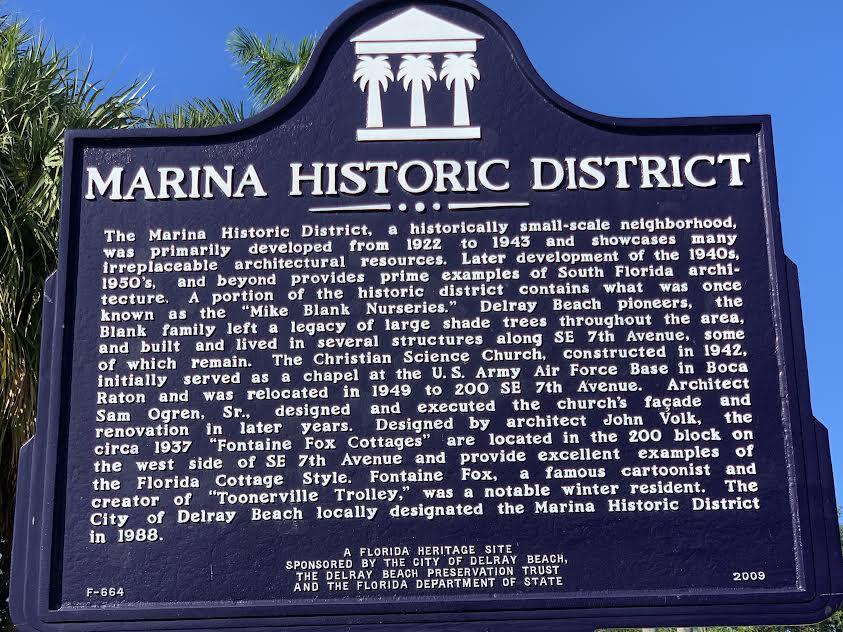 MARINA HISTORIC DISTRICT
The Marina Historic District, a historically small-scale neighborhood,
was primarily developed from 1922 to 1943 and showcases many
irreplaceable architectural resources. Later development of the 1940s,
1950's, and beyond provides prime examples of South Florida archi-
tecture. A portion of the historic district contains what was once
known as the "Mike Blank Nurseries." Delray Beach pioneers, the
Blank family left a legacy of large shade trees throughout the area,
and built and lived in several structures along SE 7th Avenue, some
of which remain. The Christian Science Church, constructed in 1942,
initially served as a chapel at the U.S. Army Air Force Base in Boca
Raton and was relocated in 1949 to 200 SE 7th Avenue. Architect
Sam Ogren, Sr., designed and executed the church's façade and
renovation in later years. Designed by architect John Volk, the
circa 1937 "Fontaine Fox Cottages" are located in the 200 block on
the west side of SE 7th Avenue and provide excellent examples of
the Florida Cottage Style. Fontaine Fox, a famous cartoonist and
creator of "Toonerville Trolley," was a notable winter resident. The
City of Delray Beach locally designated the Marina Historic District
in 1988.
A FLORIDA HERITAGE SITE
SPONSORED BY THE CITY OF DELRAY BEACH,
THE DELRAY BEACH PRESERVATION TRUST
AND THE FLORIDA DEPARTMENT OF STATE
F-664
2009